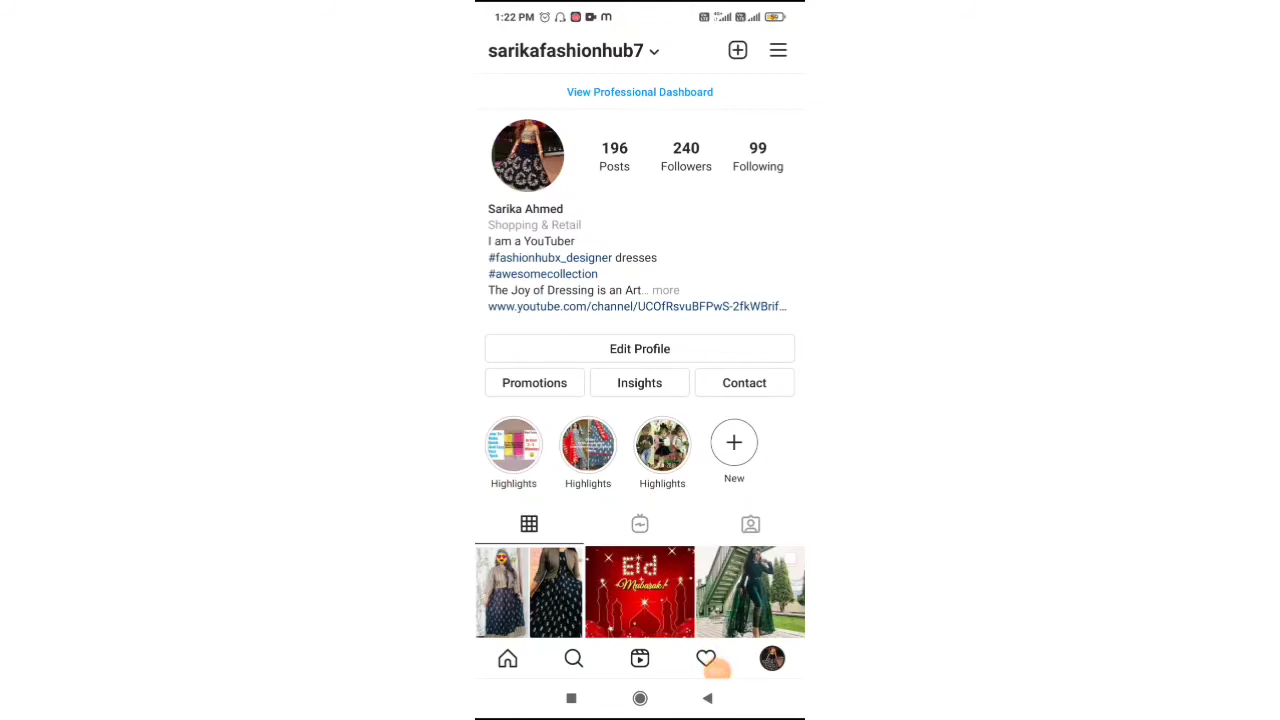 1:22 PM
sarikafashionhub7
View Professional Dashboard
196 240 99
Posts Followers Following
Sarika Ahmed
Shopping & Retail
I am a YouTuber
#fashionhubx_designer dresses
#awesomecollection
The Joy of Dressing is an Art... more
www.youtube.com/channel/UCOfRsvuBFPwS-2fkWBrif...
Edit Profile
Promotions Insights Contact
Highlights Highlights Highlights New
Eid
Mubarak!